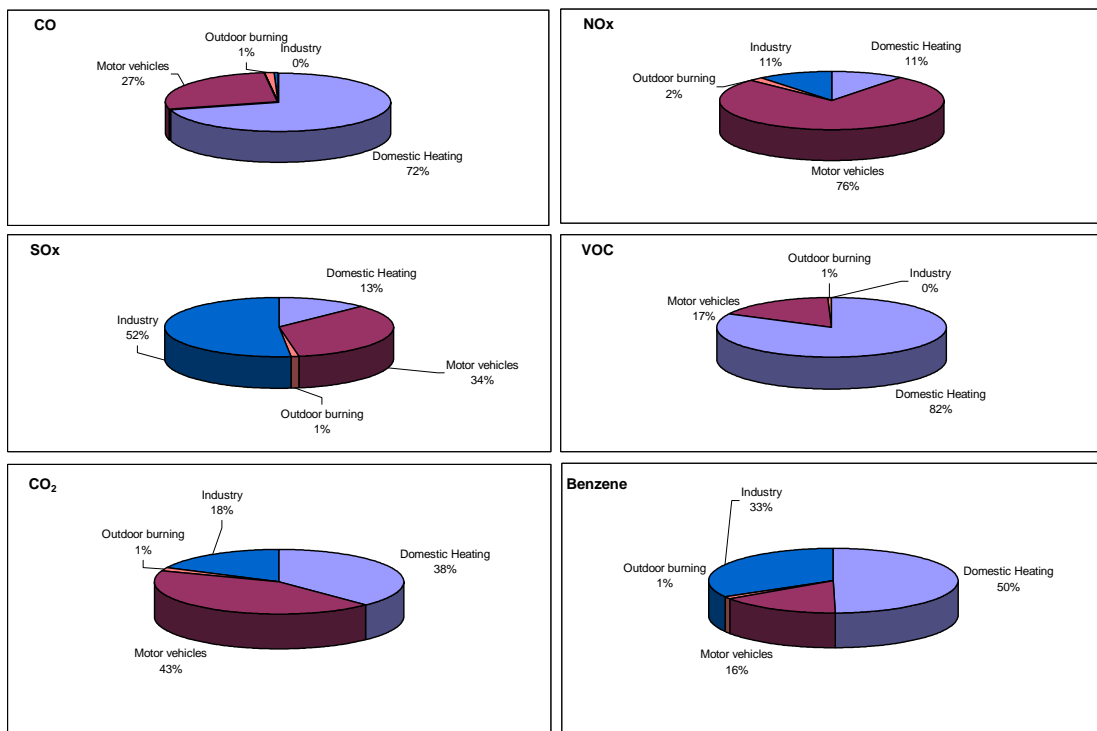 CO
Outdoor burning
1%
Industry
0%
Motor vehicles
27%
Domestic Heating
72%
NOx
Industry
11%
Domestic Heating
11%
Outdoor burning
2%
Motor vehicles
76%
SOx
Domestic Heating
13%
Industry
52%
Motor vehicles
34%
Outdoor burning
1%
VOC
Outdoor burning
1%
Industry
0%
Motor vehicles
17%
Domestic Heating
82%
CO₂
Industry
18%
Outdoor burning
1%
Domestic Heating
38%
Motor vehicles
43%
Benzene
Industry
33%
Outdoor burning
1%
Domestic Heating
50%
Motor vehicles
16%